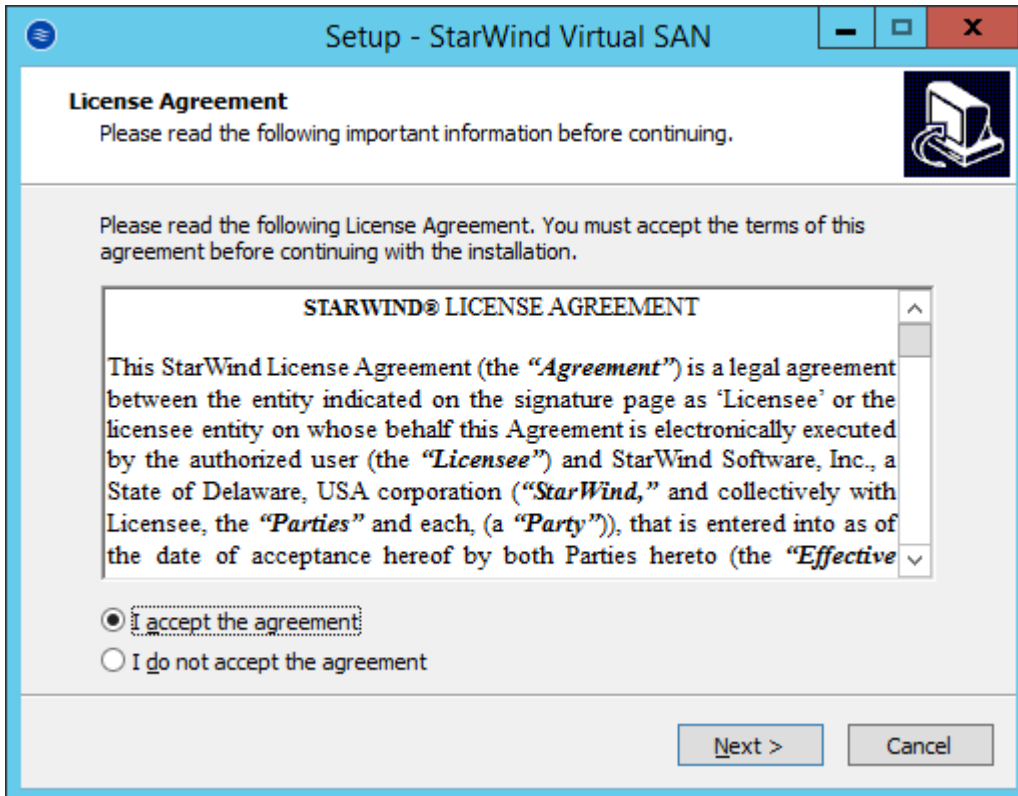 Setup - StarWind Virtual SAN
License Agreement
Please read the following important information before continuing.
Please read the following License Agreement. You must accept the terms of this
agreement before continuing with the installation.
STARWIND® LICENSE AGREEMENT
This StarWind License Agreement (the “Agreement”) is a legal agreement
between the entity indicated on the signature page as ‘Licensee’ or the
licensee entity on whose behalf this Agreement is electronically executed
by the authorized user (the “Licensee”) and StarWind Software, Inc., a
State of Delaware, USA corporation (“StarWind,” and collectively with
Licensee, the “Parties” and each, (a “Party”)), that is entered into as of
the date of acceptance hereof by both Parties hereto (the “Effective
I accept the agreement
I do not accept the agreement
Next >
Cancel